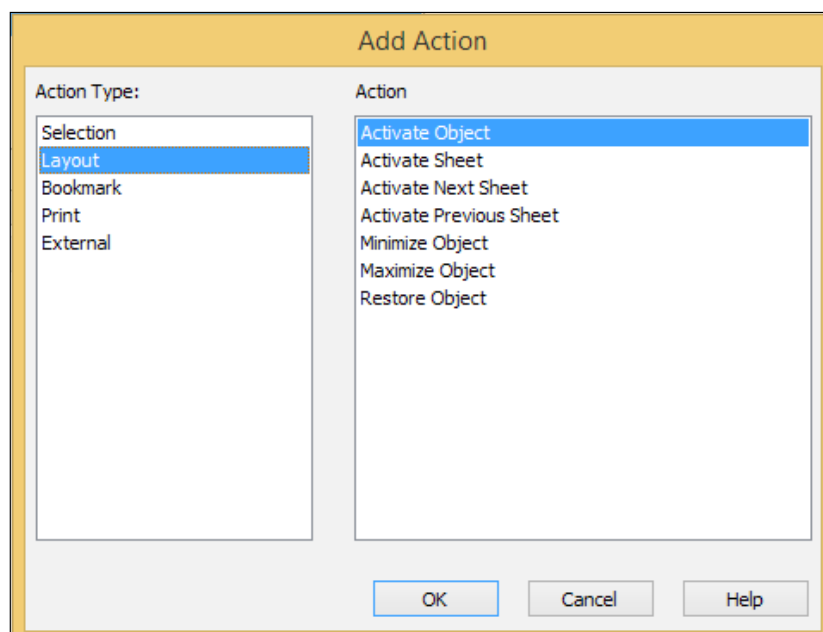 Add Action
Action Type:
Selection
Layout
Bookmark
Print
External
Action
Activate Object
Activate Sheet
Activate Next Sheet
Activate Previous Sheet
Minimize Object
Maximize Object
Restore Object
OK
Cancel
Help